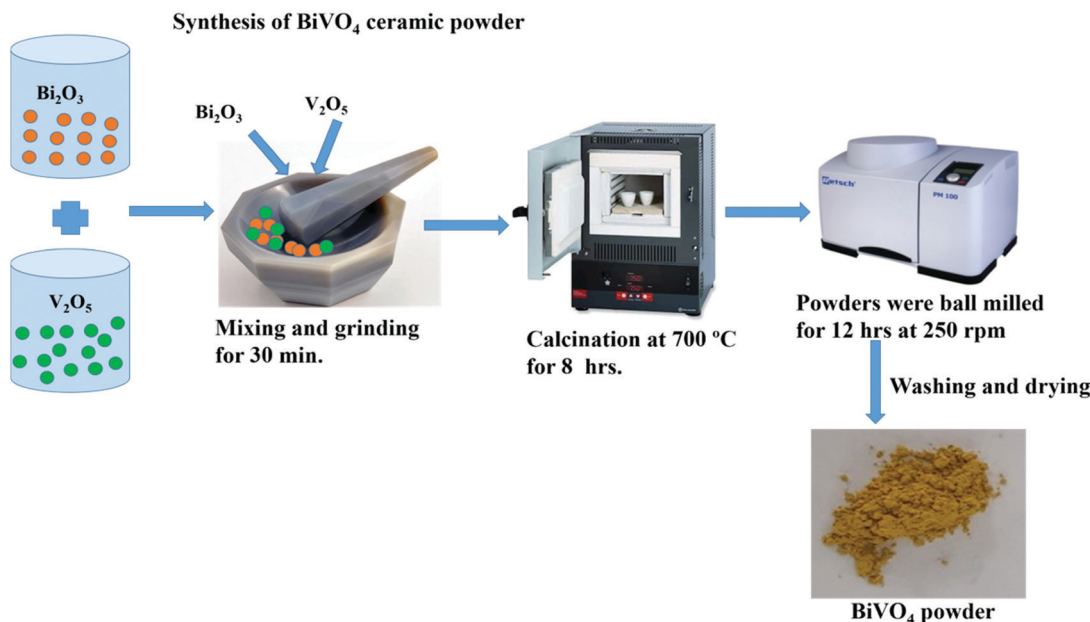 Synthesis of BiVO₄ ceramic powder
Bi₂O₃
V₂O₅
Bi₂O₃
V₂O₅
Mixing and grinding
for 30 min.
Calcination at 700 ºC
for 8 hrs.
PM 100
Powders were ball milled
for 12 hrs at 250 rpm
Washing and drying
BiVO₄ powder